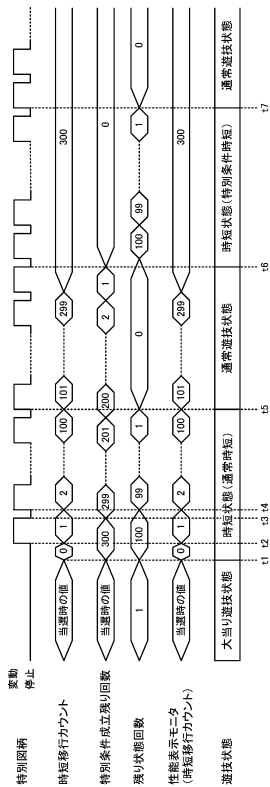 変動
停止
特別図柄
時短移行カウント
当選時の値
0
1
2
100
101
299
300
特別条件成立残り回数
当選時の値
300
299
201
200
2
1
0
残り状態回数
1
100
99
1
0
100
99
1
0
性能表示モニタ
(時短移行カウント)
当選時の値
0
1
2
100
101
299
300
遊技状態
大当り遊技状態
時短状態(通常時短)
通常遊技状態
時短状態(特別条件時短)
通常遊技状態
t1
t2
t3
t4
t5
t6
t7